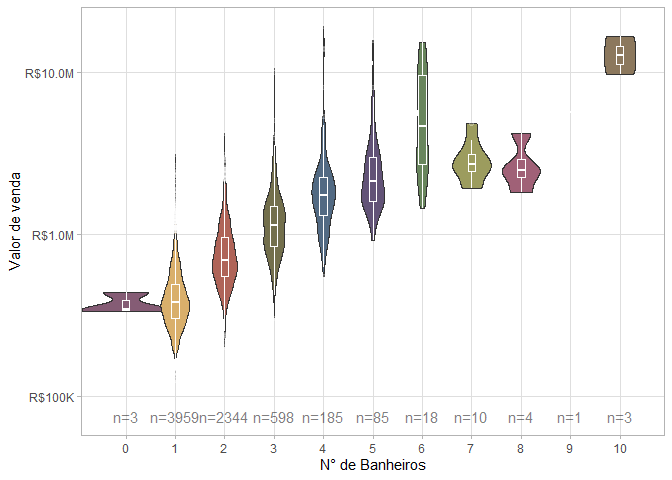 R$10.0M
R$1.0M
R$100K
Valor de venda
n=3 n=3959 n=2344 n=598 n=185 n=85 n=18 n=10 n=4 n=1 n=3
0 1 2 3 4 5 6 7 8 9 10
N° de Banheiros